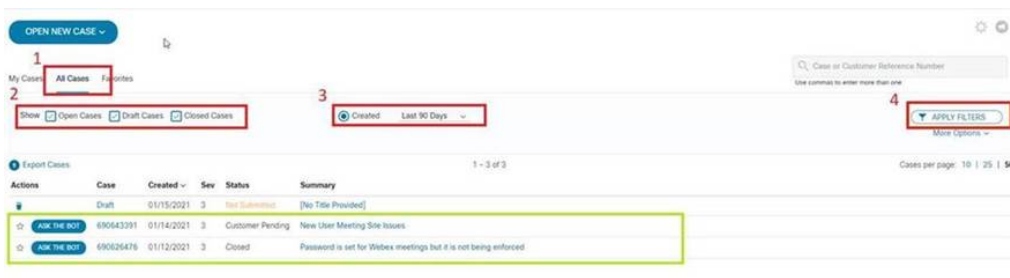 OPEN NEW CASE
1
Case or Customer Reference Number
My Cases All Cases Favorites
Use commas to enter more than one
2 3 4
Show Open Cases Draft Cases Closed Cases Created Last 90 Days APPLY FILTERS
More Options
Export Cases 1 – 3 of 3 Cases per page: 10 | 25 |
Actions Case Created Sev Status Summary
Draft 01/15/2021 3 Not Submitted [No Title Provided]
ASK THE BOT 690643391 01/14/2021 3 Customer Pending New User Meeting Site Issues
ASK THE BOT 690626476 01/12/2021 3 Closed Password is set for Webex meetings but it is not being enforced